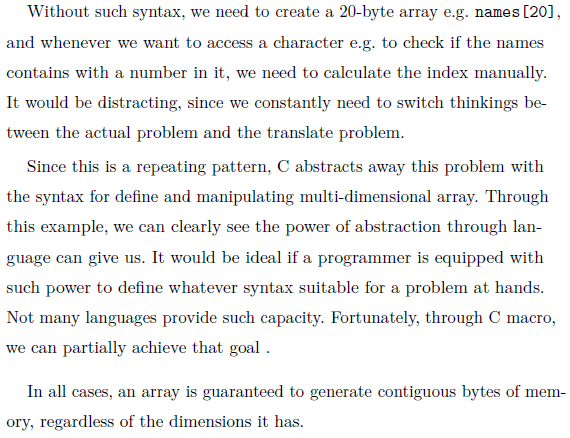 Without such syntax, we need to create a 20-byte array e.g. names[20],
and whenever we want to access a character e.g. to check if the names
contains with a number in it, we need to calculate the index manually.
It would be distracting, since we constantly need to switch thinkings be-
tween the actual problem and the translate problem.
Since this is a repeating pattern, C abstracts away this problem with
the syntax for define and manipulating multi-dimensional array. Through
this example, we can clearly see the power of abstraction through lan-
guage can give us. It would be ideal if a programmer is equipped with
such power to define whatever syntax suitable for a problem at hands.
Not many languages provide such capacity. Fortunately, through C macro,
we can partially achieve that goal .
In all cases, an array is guaranteed to generate contiguous bytes of mem-
ory, regardless of the dimensions it has.